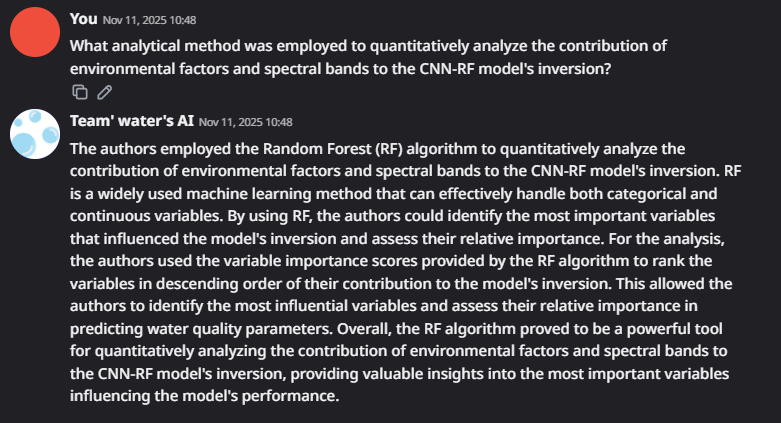 You Nov 11, 2025 10:48
What analytical method was employed to quantitatively analyze the contribution of
environmental factors and spectral bands to the CNN-RF model's inversion?
Team' water's AI Nov 11, 2025 10:48
The authors employed the Random Forest (RF) algorithm to quantitatively analyze the
contribution of environmental factors and spectral bands to the CNN-RF model's inversion. RF
is a widely used machine learning method that can effectively handle both categorical and
continuous variables. By using RF, the authors could identify the most important variables
that influenced the model's inversion and assess their relative importance. For the analysis,
the authors used the variable importance scores provided by the RF algorithm to rank the
variables in descending order of their contribution to the model's inversion. This allowed the
authors to identify the most influential variables and assess their relative importance in
predicting water quality parameters. Overall, the RF algorithm proved to be a powerful tool
for quantitatively analyzing the contribution of environmental factors and spectral bands to
the CNN-RF model's inversion, providing valuable insights into the most important variables
influencing the model's performance.